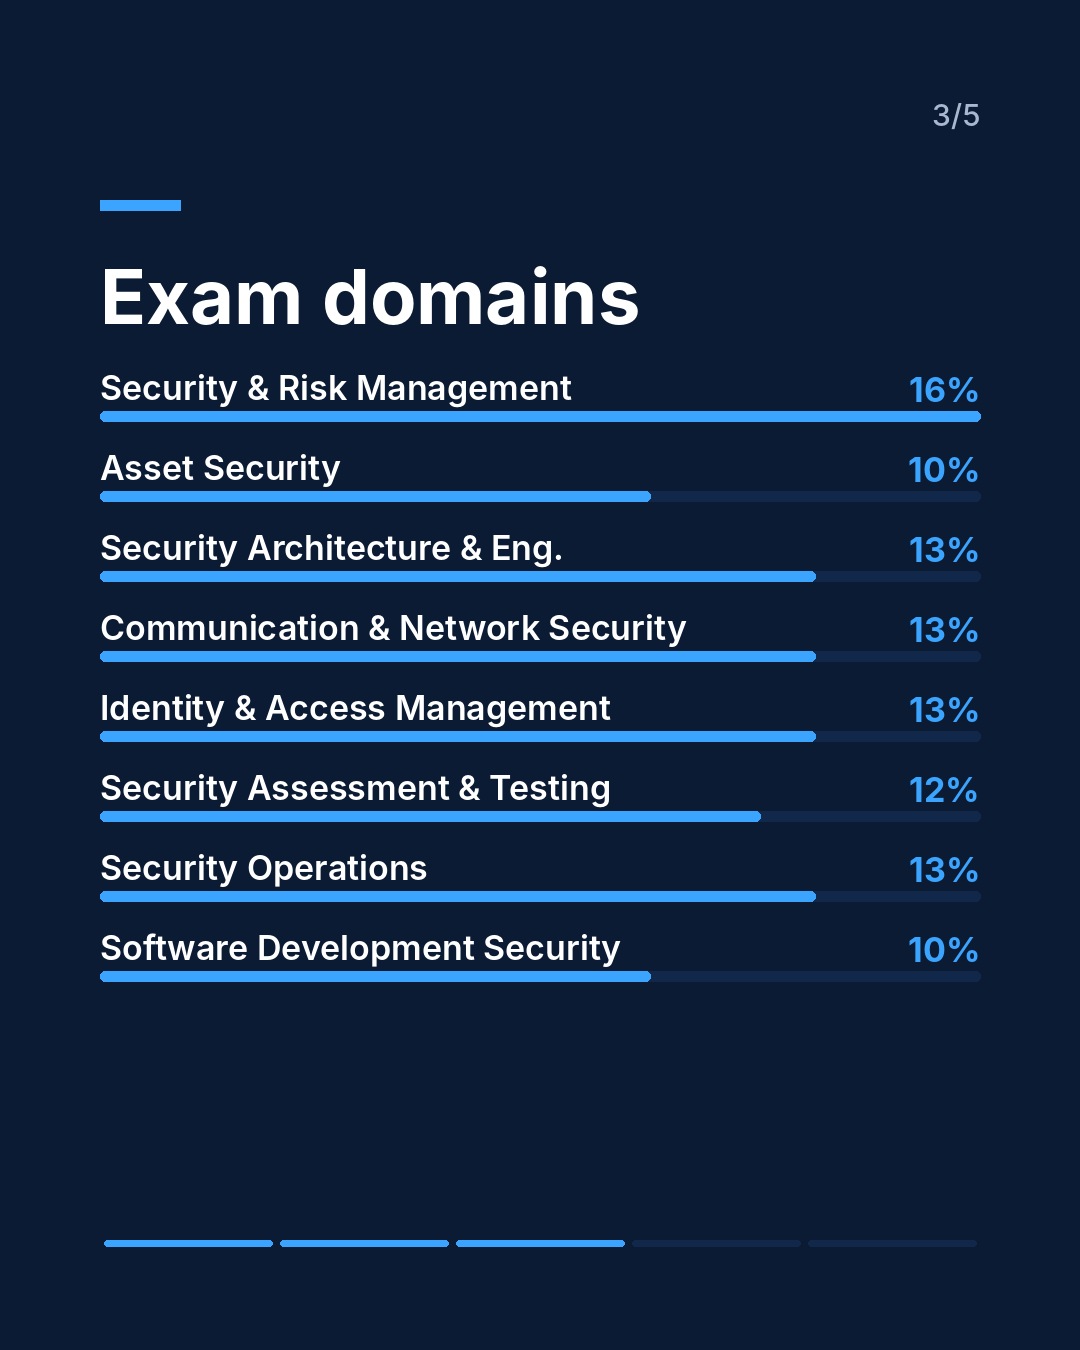 3/5
Exam domains
Security & Risk Management 16%
Asset Security 10%
Security Architecture & Eng. 13%
Communication & Network Security 13%
Identity & Access Management 13%
Security Assessment & Testing 12%
Security Operations 13%
Software Development Security 10%